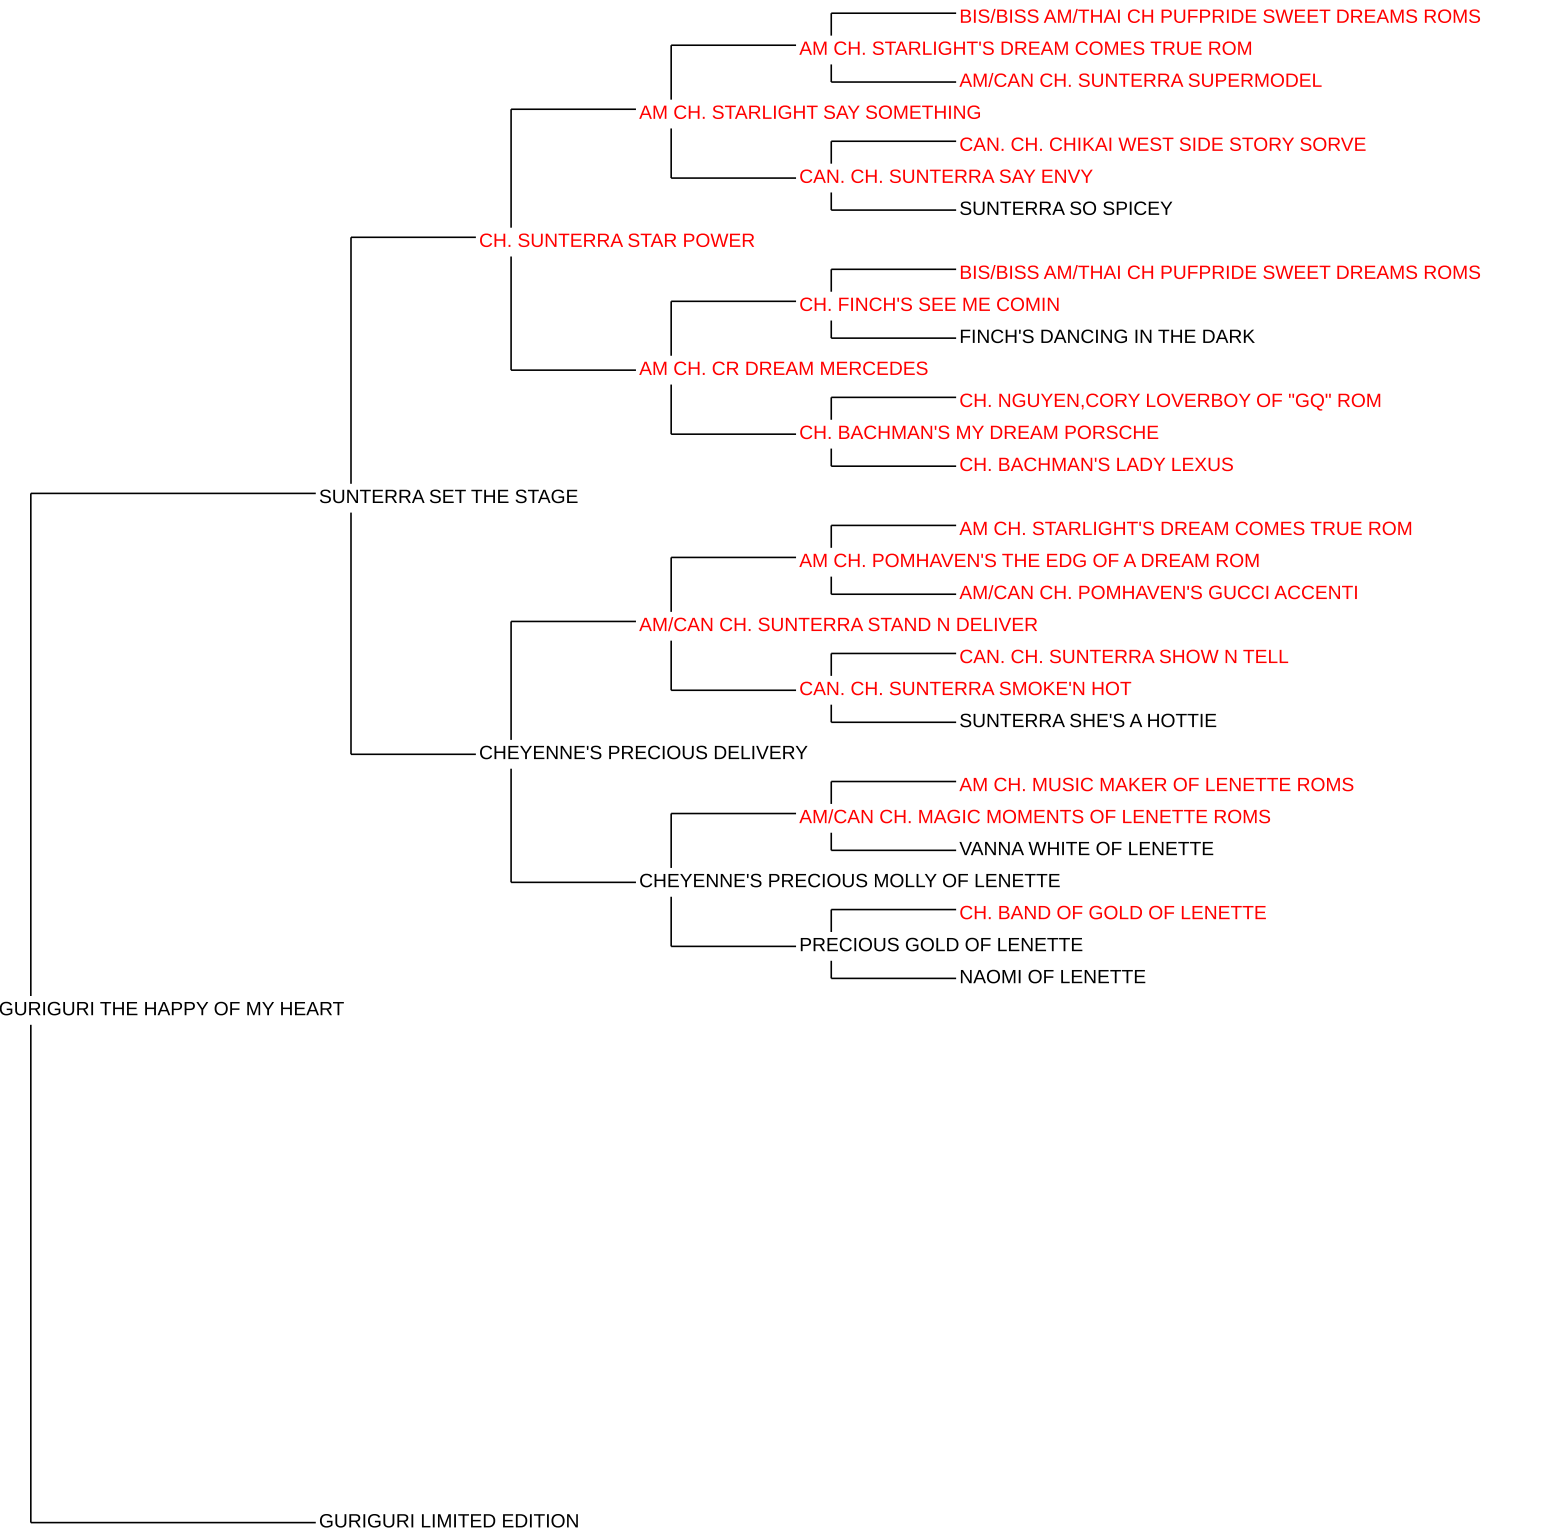 BIS/BISS AM/THAI CH PUFPRIDE SWEET DREAMS ROMS
AM CH. STARLIGHT'S DREAM COMES TRUE ROM
AM/CAN CH. SUNTERRA SUPERMODEL
AM CH. STARLIGHT SAY SOMETHING
CAN. CH. CHIKAI WEST SIDE STORY SORVE
CAN. CH. SUNTERRA SAY ENVY
SUNTERRA SO SPICEY
CH. SUNTERRA STAR POWER
BIS/BISS AM/THAI CH PUFPRIDE SWEET DREAMS ROMS
CH. FINCH'S SEE ME COMIN
FINCH'S DANCING IN THE DARK
AM CH. CR DREAM MERCEDES
CH. NGUYEN,CORY LOVERBOY OF "GQ" ROM
CH. BACHMAN'S MY DREAM PORSCHE
CH. BACHMAN'S LADY LEXUS
SUNTERRA SET THE STAGE
AM CH. STARLIGHT'S DREAM COMES TRUE ROM
AM CH. POMHAVEN'S THE EDG OF A DREAM ROM
AM/CAN CH. POMHAVEN'S GUCCI ACCENTI
AM/CAN CH. SUNTERRA STAND N DELIVER
CAN. CH. SUNTERRA SHOW N TELL
CAN. CH. SUNTERRA SMOKE'N HOT
SUNTERRA SHE'S A HOTTIE
CHEYENNE'S PRECIOUS DELIVERY
AM CH. MUSIC MAKER OF LENETTE ROMS
AM/CAN CH. MAGIC MOMENTS OF LENETTE ROMS
VANNA WHITE OF LENETTE
CHEYENNE'S PRECIOUS MOLLY OF LENETTE
CH. BAND OF GOLD OF LENETTE
PRECIOUS GOLD OF LENETTE
NAOMI OF LENETTE
GURIGURI THE HAPPY OF MY HEART
GURIGURI LIMITED EDITION